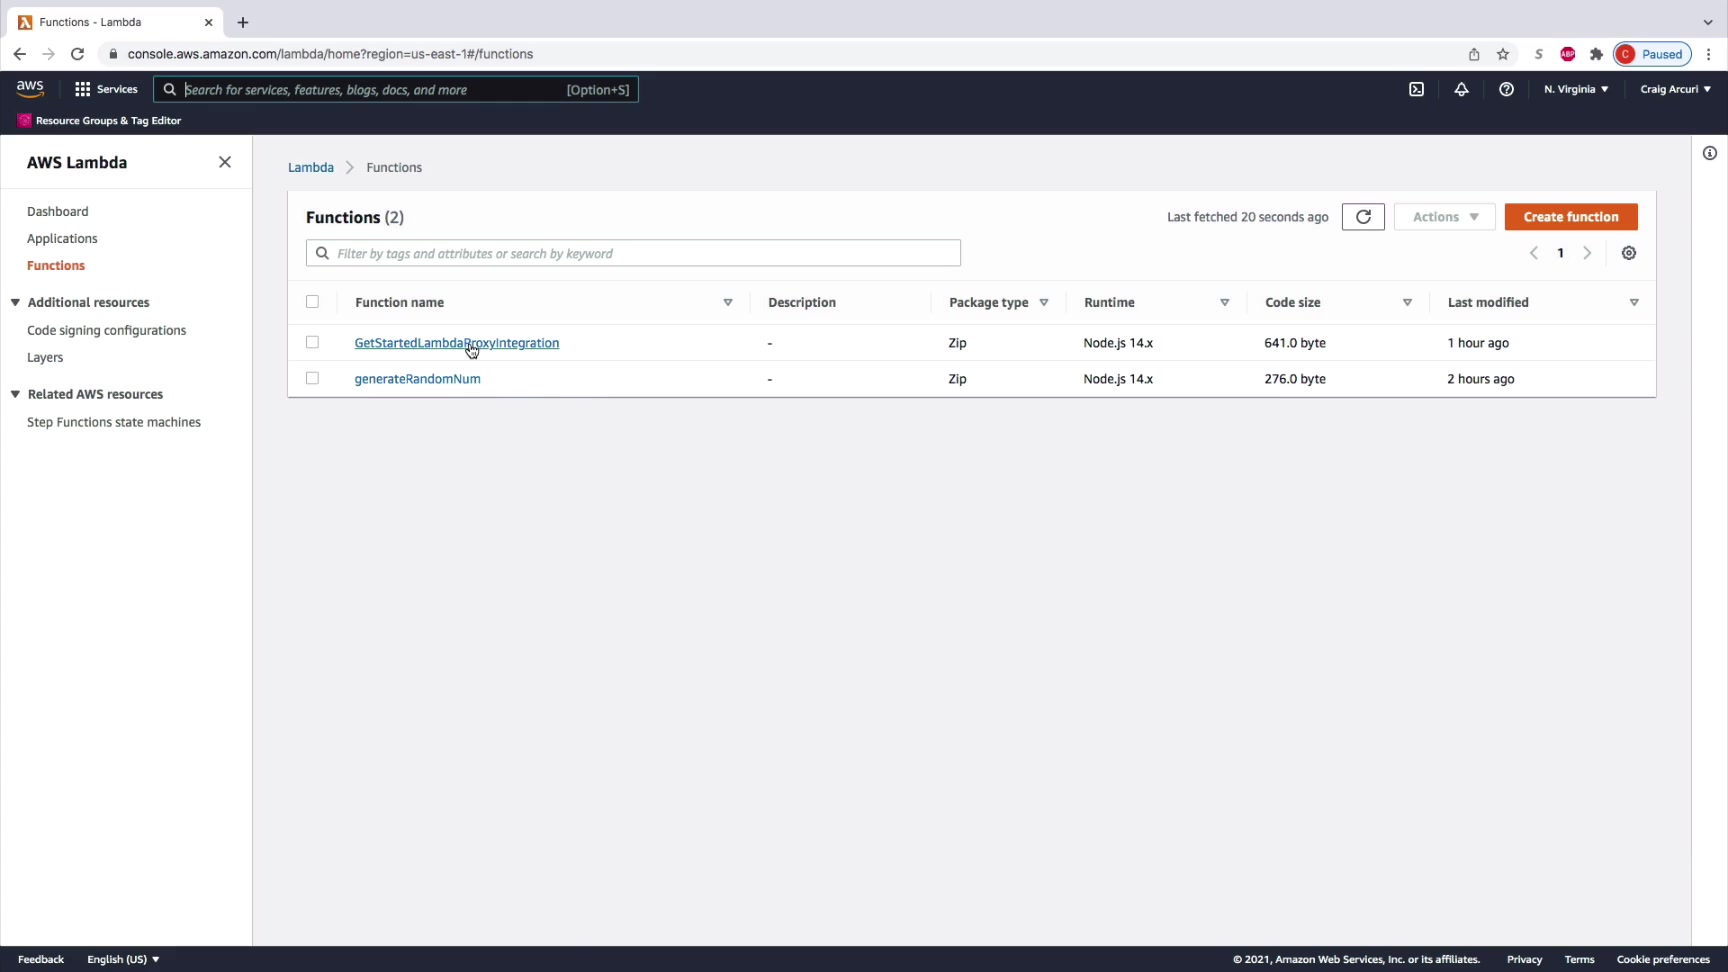 Functions - Lambda
console.aws.amazon.com/lambda/home?region=us-east-1#/functions
S
ABP
C Paused
aws Services Search for services, features, blogs, docs, and more [Option+S] N. Virginia Craig Arcuri
Resource Groups & Tag Editor
AWS Lambda
Dashboard
Applications
Functions
Additional resources
Code signing configurations
Layers
Related AWS resources
Step Functions state machines
Lambda Functions
Functions (2) Last fetched 20 seconds ago Actions Create function
Filter by tags and attributes or search by keyword 1
Function name Description Package type Runtime Code size Last modified
GetStartedLambdaProxyIntegration - Zip Node.js 14.x 641.0 byte 1 hour ago
generateRandomNum - Zip Node.js 14.x 276.0 byte 2 hours ago
Feedback English (US) © 2021, Amazon Web Services, Inc. or its affiliates. Privacy Terms Cookie preferences